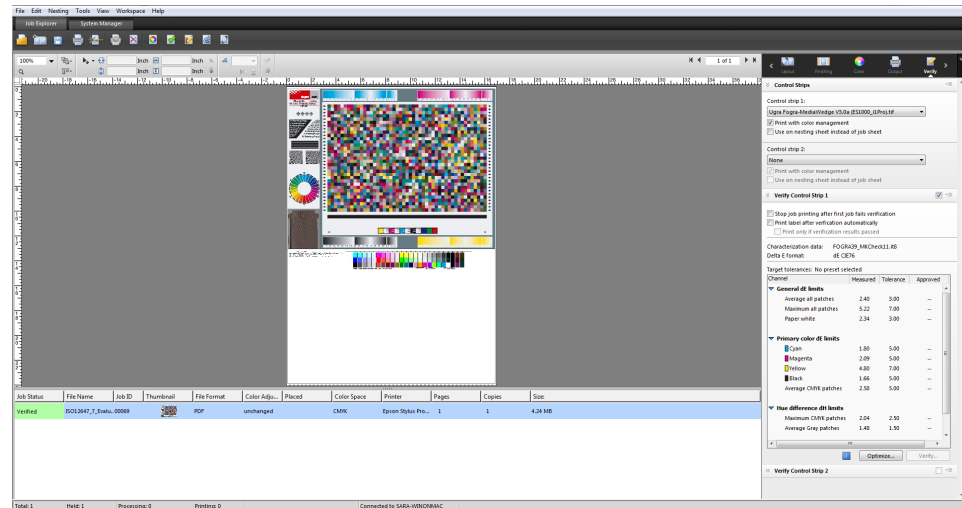 File Edit Nesting Tools View Workspace Help
Job Explorer System Manager
100% Inch Inch 1 of 1
Inch Inch
Layout Finishing Color Output Verify
Control Strips
Control strip 1:
Ugra Fogra-MediaWedge V3.0a (ES1000_i1Pro).tif
Print with color management
Use on nesting sheet instead of job sheet
Control strip 2:
None
Print with color management
Use on nesting sheet instead of job sheet
Verify Control Strip 1
Stop job printing after first job fails verification
Print label after verification automatically
Print only if verification results passed
Characterization data: FOGRA39_MKCheck11.it8
Delta E format: dE CIE76
Target tolerances: No preset selected
Channel Measured Tolerance Approved
General dE limits
Average all patches 2.40 3.00 --
Maximum all patches 5.22 7.00 --
Paper white 2.34 3.00 --
Primary color dE limits
Cyan 1.80 5.00 --
Magenta 2.09 5.00 --
Yellow 4.80 7.00 --
Black 1.66 5.00 --
Average CMYK patches 2.58 5.00 --
Hue difference dH limits
Maximum CMYK patches 2.04 2.50 --
Average Gray patches 1.48 1.50 --
Optimize... Verify...
Verify Control Strip 2
Job Status File Name Job ID Thumbnail File Format Color Adju... Placed Color Space Printer Pages Copies Size
Verified ISO12647_7_Evalu.. 00089 PDF unchanged CMYK Epson Stylus Pro... 1 1 4.24 MB
Total: 1 Held: 1 Processing: 0 Printing: 0 Connected to SARA-WINONMAC